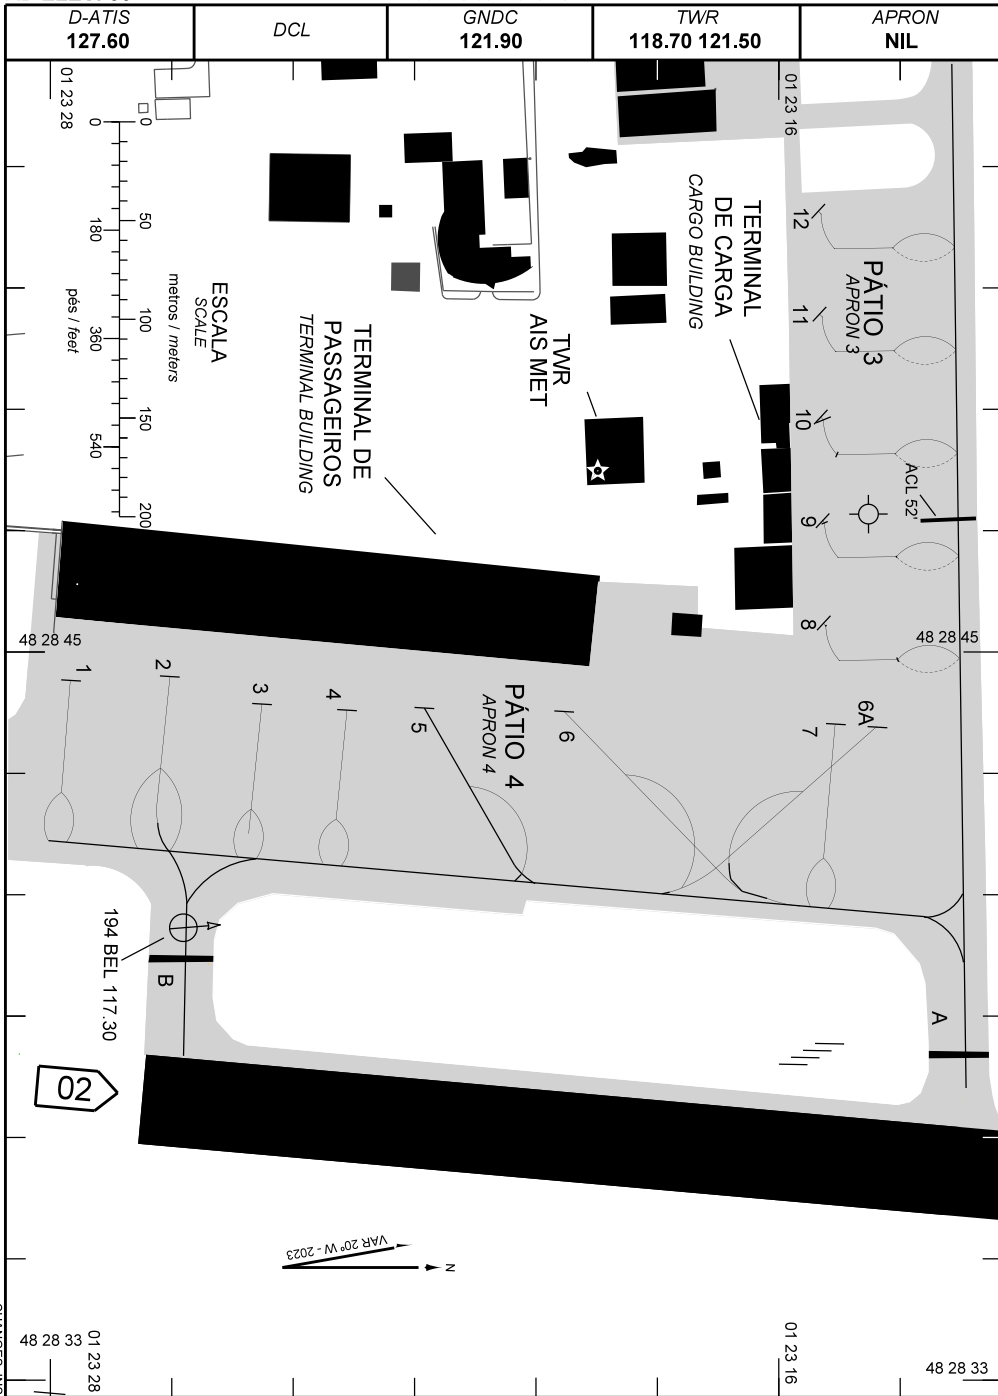 D-ATIS
127.60
DCL
GNDC
121.90
TWR
118.70 121.50
APRON
NIL
01 23 28
01 23 16
0
50
100
150
200
0
180
360
540
metros / meters
pés / feet
ESCALA
SCALE
TERMINAL DE
PASSAGEIROS
TERMINAL BUILDING
TWR
AIS MET
TERMINAL
DE CARGA
CARGO BUILDING
PÁTIO 3
APRON 3
12
11
10
9
8
ACL 52'
48 28 45
48 28 45
1
2
3
4
5
6
7
6A
PÁTIO 4
APRON 4
194 BEL 117.30
B
A
02
VAR 20° W - 2023
N
48 28 33
01 23 28
01 23 16
48 28 33